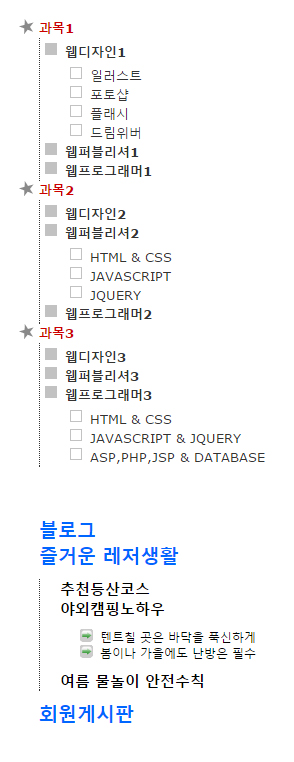 과목1
웹디자인1
일러스트
포토샵
플래시
드림위버
웹퍼블리셔1
웹프로그래머1
과목2
웹디자인2
웹퍼블리셔2
HTML & CSS
JAVASCRIPT
JQUERY
웹프로그래머2
과목3
웹디자인3
웹퍼블리셔3
웹프로그래머3
HTML & CSS
JAVASCRIPT & JQUERY
ASP,PHP,JSP & DATABASE
블로그
즐거운 레저생활
추천등산코스
야외캠핑노하우
텐트칠 곳은 바닥을 푹신하게
봄이나 가을에도 난방은 필수
여름 물놀이 안전수칙
회원게시판